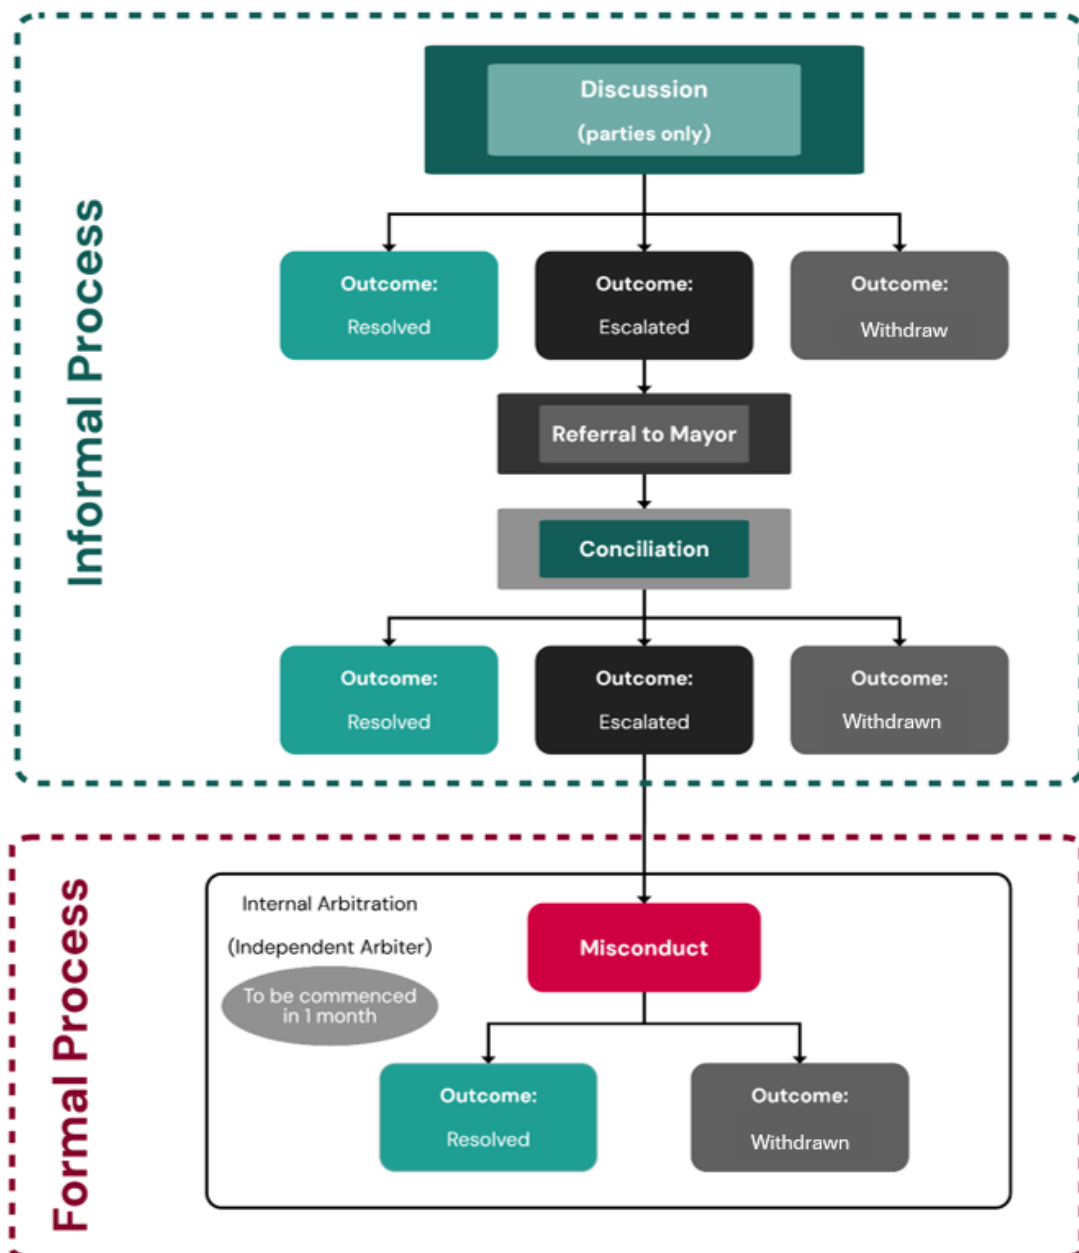 Informal Process
Discussion
(parties only)
Outcome:
Resolved
Outcome:
Escalated
Outcome:
Withdraw
Referral to Mayor
Conciliation
Outcome:
Resolved
Outcome:
Escalated
Outcome:
Withdrawn
Formal Process
Internal Arbitration
(Independent Arbiter)
To be commenced
in 1 month
Misconduct
Outcome:
Resolved
Outcome:
Withdrawn